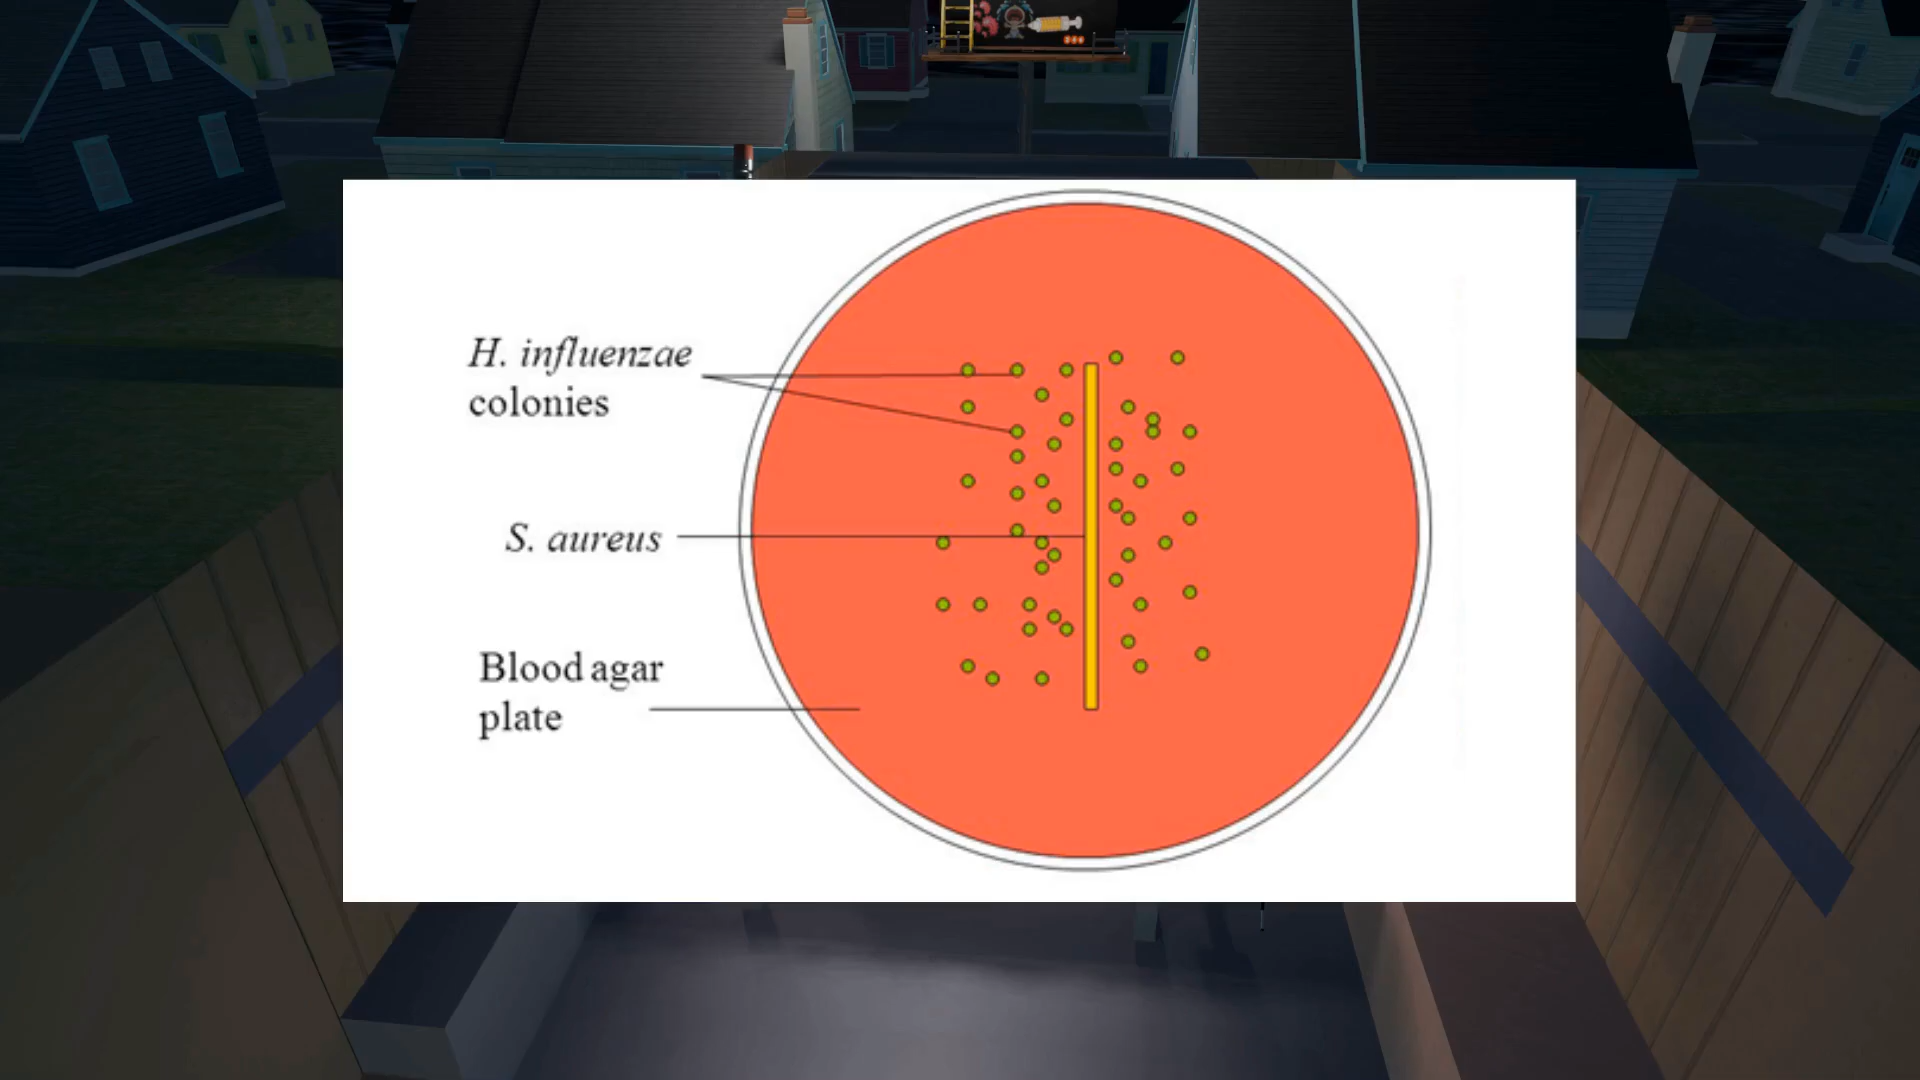 H. influenzae
colonies
S. aureus
Blood agar
plate